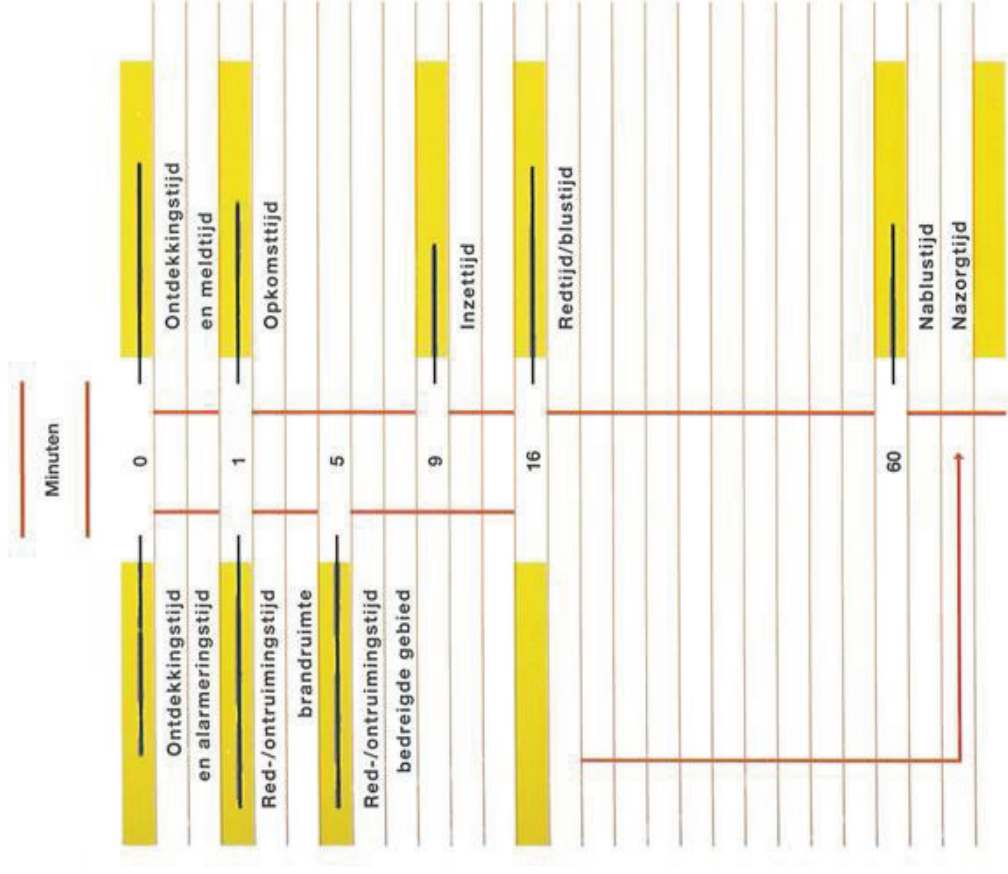 Minuten
0
1
5
9
16
60
Ontdekkingstijd
en meldtijd
Opkomsttijd
Inzettijd
Redtijd/blustijd
Nablustijd
Nazorgtijd
Ontdekkingstijd
en alarmeringstijd
Red-/ontruimingstijd
brandruimte
Red-/ontruimingstijd
bedreigde gebied